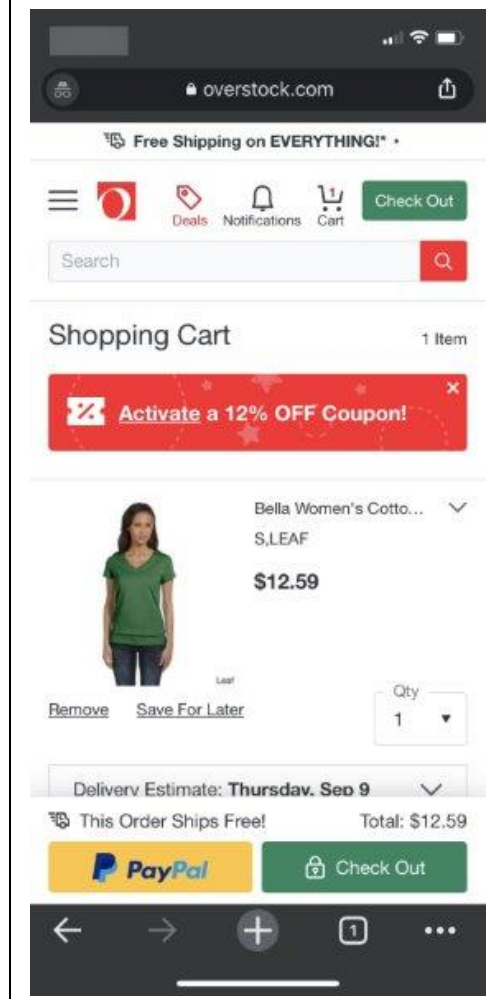 overstock.com
Free Shipping on EVERYTHING!* •
Deals Notifications 1 Cart Check Out
Search
Shopping Cart 1 Item
Activate a 12% OFF Coupon!
Bella Women's Cotto...
S,LEAF
$12.59
Leaf
Remove Save For Later
Qty
1
Delivery Estimate: Thursday, Sep 9
This Order Ships Free! Total: $12.59
PayPal Check Out
1